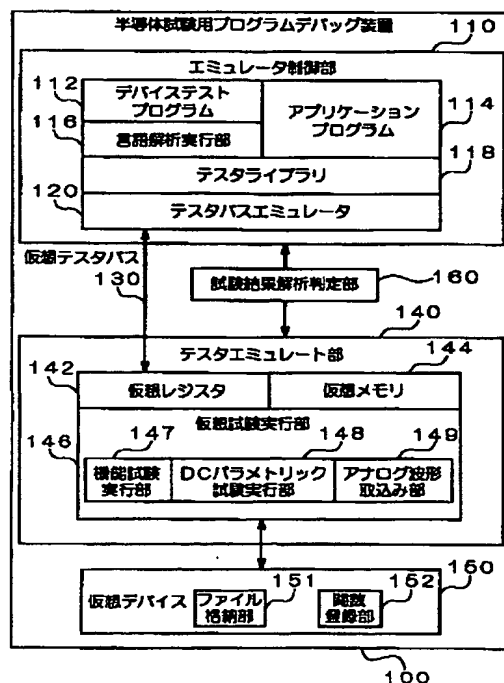 半導体試験用プログラムデバッグ装置
110
エミュレータ制御部
112
デバイステスト
プログラム
アプリケーション
プログラム
114
116
言語解析実行部
118
テスタライブラリ
120
テスタバスエミュレータ
仮想テスタバス
130
試験結果解析判定部
160
140
テスタエミュレート部
142
144
仮想レジスタ
仮想メモリ
146
仮想試験実行部
147
148
149
機能試験
実行部
DCパラメトリック
試験実行部
アナログ波形
取込み部
150
仮想デバイス
151
ファイル
格納部
152
関数
登録部
100